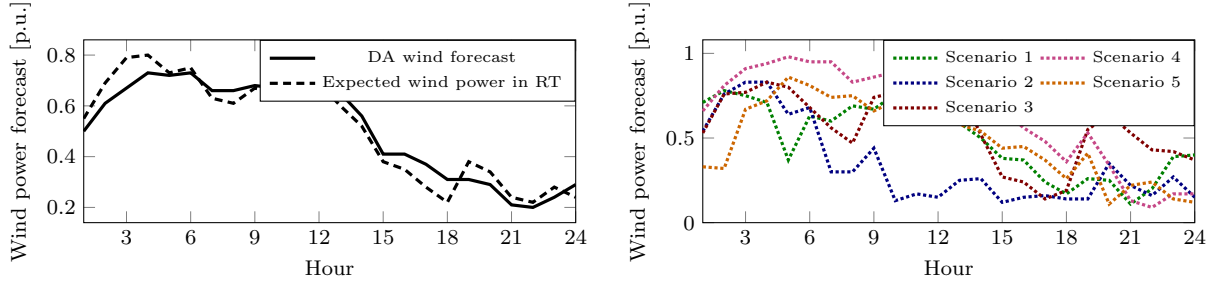 Wind power forecast [p.u.]
0.8
0.6
0.4
0.2
DA wind forecast
Expected wind power in RT
3 6 9 12 15 18 21 24
Hour
Wind power forecast [p.u.]
1
0.5
0
Scenario 1 Scenario 4
Scenario 2 Scenario 5
Scenario 3
3 6 9 12 15 18 21 24
Hour